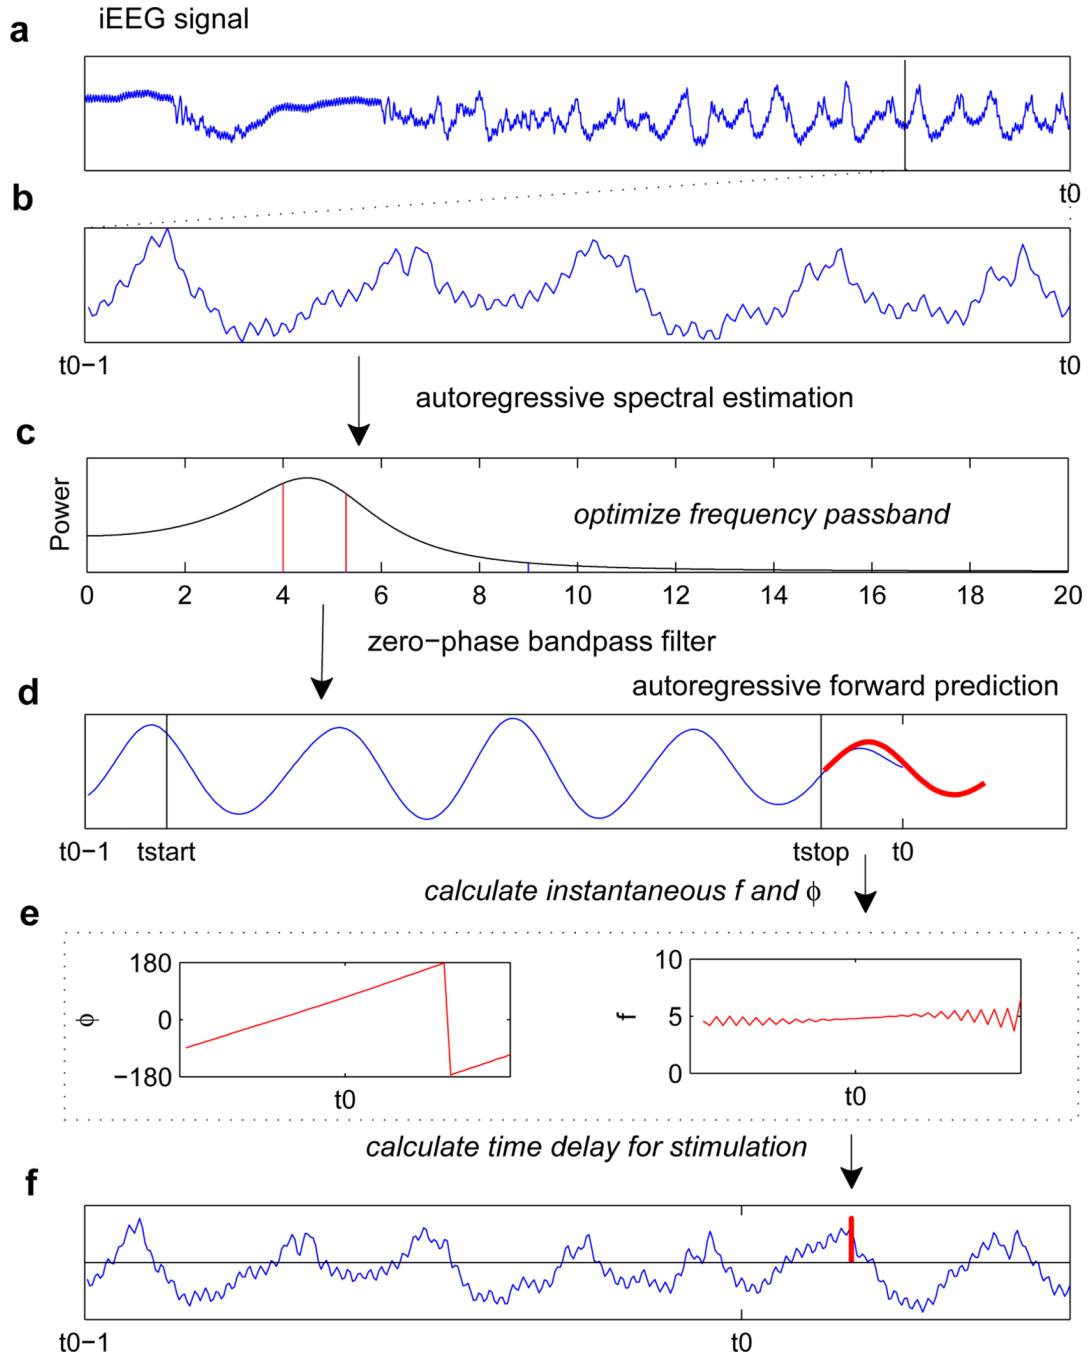 a
iEEG signal
t0
b
t0−1 t0
autoregressive spectral estimation
c
Power
optimize frequency passband
0 2 4 6 8 10 12 14 16 18 20
zero−phase bandpass filter
d
autoregressive forward prediction
t0−1 tstart tstop t0
calculate instantaneous f and ϕ
e
180
0
−180
ϕ
t0
10
5
0
f
t0
calculate time delay for stimulation
f
t0−1 t0